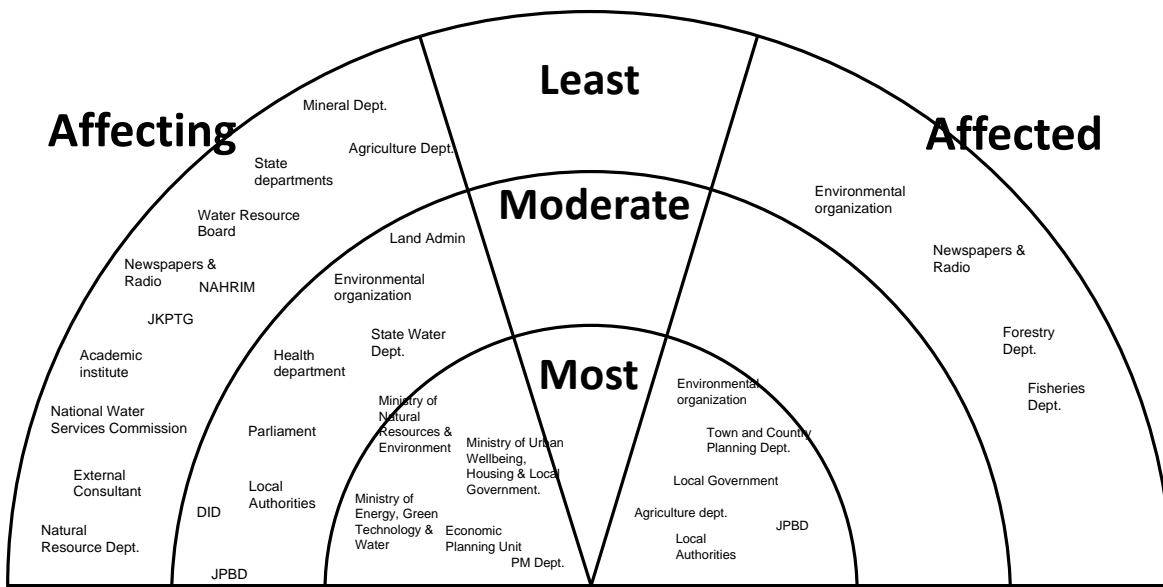 Least
Affecting
Affected
Moderate
Most
Mineral Dept.
Agriculture Dept.
State
departments
Water Resource
Board
Newspapers &
Radio
NAHRIM
JKPTG
Academic
institute
National Water
Services Commission
External
Consultant
Natural
Resource Dept.
Land Admin
Environmental
organization
State Water
Dept.
Health
department
Parliament
Local
Authorities
DID
JPBD
Ministry of
Natural
Resources &
Environment
Ministry of Urban
Wellbeing,
Housing & Local
Government.
Ministry of
Energy, Green
Technology &
Water
Economic
Planning Unit
PM Dept.
Environmental
organization
Town and Country
Planning Dept.
Local Government
Agriculture dept.
JPBD
Local
Authorities
Environmental
organization
Newspapers &
Radio
Forestry
Dept.
Fisheries
Dept.